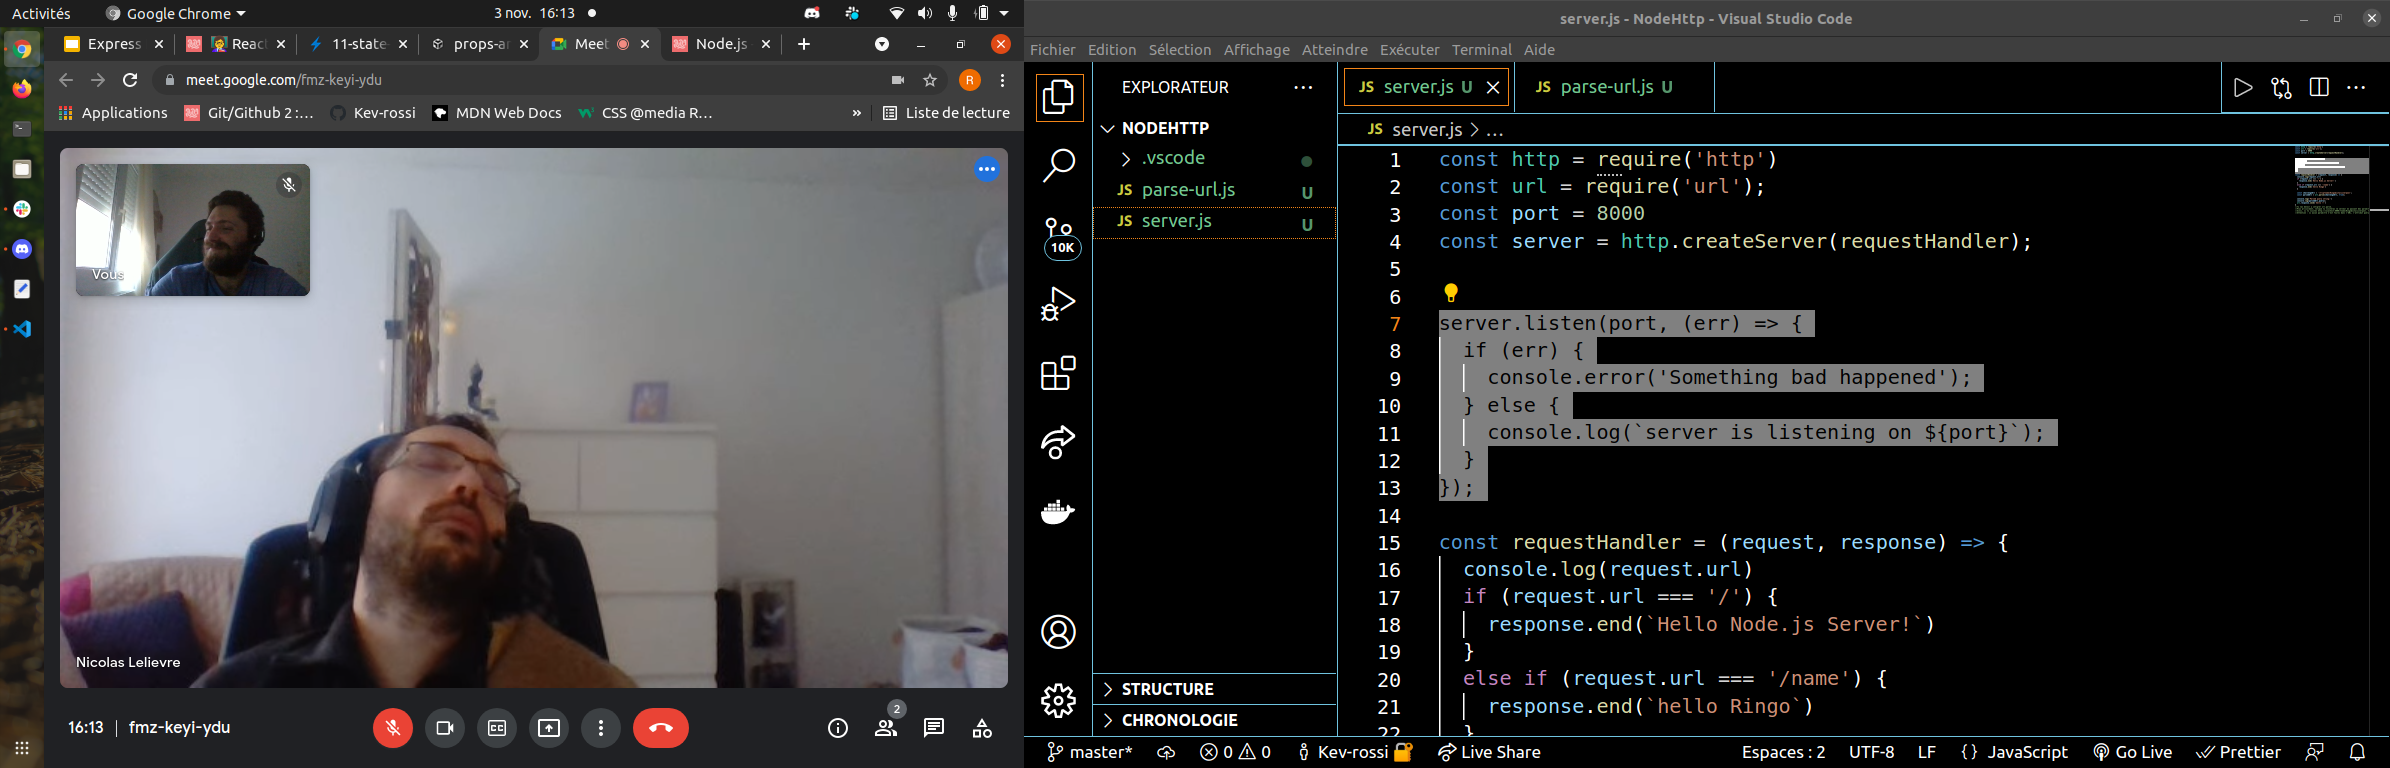 Activités
Google Chrome
3 nov. 16:13
Express
Reac
11-state
props-ar
Meet
Node.js
meet.google.com/fmz-keyi-ydu
R
Applications
Git/Github 2 :…
Kev-rossi
MDN Web Docs
CSS @media R…
»
Liste de lecture
Vous
Nicolas Lelievre
16:13 | fmz-keyi-ydu
2
server.js - NodeHttp - Visual Studio Code
Fichier Edition Sélection Affichage Atteindre Exécuter Terminal Aide
EXPLORATEUR
NODEHTTP
.vscode
JS parse-url.js U
JS server.js U
10K
STRUCTURE
CHRONOLOGIE
JS server.js U
JS parse-url.js U
JS server.js > ...
1 const http = require('http')
2 const url = require('url');
3 const port = 8000
4 const server = http.createServer(requestHandler);
5
6
7 server.listen(port, (err) => {
8 if (err) {
9 console.error('Something bad happened');
10 } else {
11 console.log(`server is listening on ${port}`);
12 }
13 });
14
15 const requestHandler = (request, response) => {
16 console.log(request.url)
17 if (request.url === '/') {
18 response.end(`Hello Node.js Server!`)
19 }
20 else if (request.url === '/name') {
21 response.end(`hello Ringo`)
22 }
master* 0 0 Kev-rossi Live Share Espaces : 2 UTF-8 LF {} JavaScript Go Live Prettier